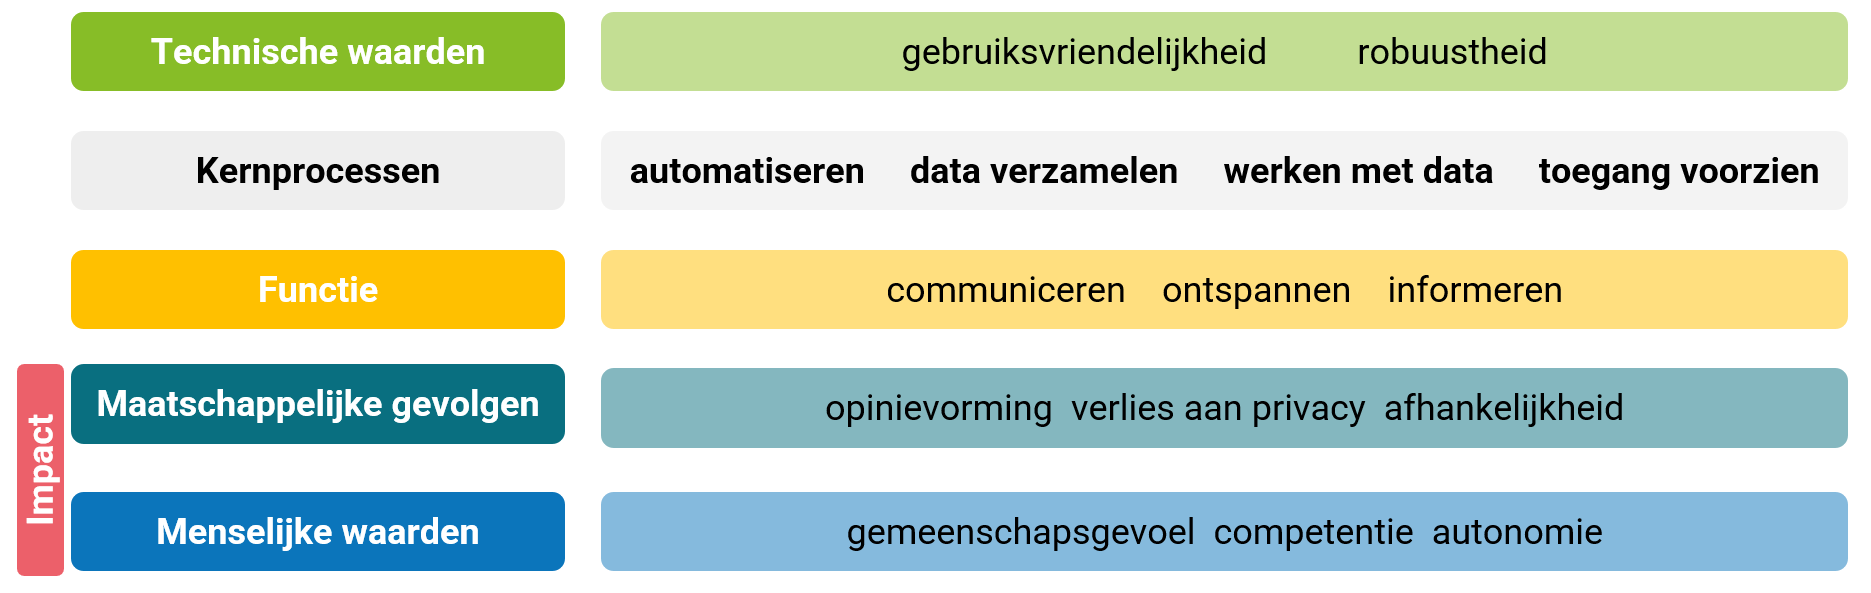 Technische waarden
gebruiksvriendelijkheid robuustheid
Kernprocessen
automatiseren data verzamelen werken met data toegang voorzien
Functie
communiceren ontspannen informeren
Impact
Maatschappelijke gevolgen
opinievorming verlies aan privacy afhankelijkheid
Menselijke waarden
gemeenschapsgevoel competentie autonomie